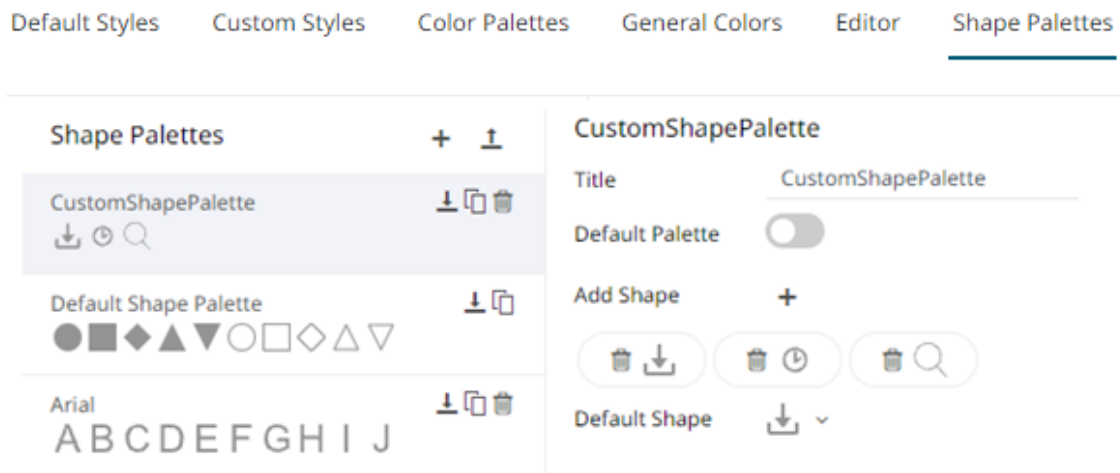 Default Styles Custom Styles Color Palettes General Colors Editor Shape Palettes
Shape Palettes
CustomShapePalette
Default Shape Palette
Arial
A B C D E F G H I J
CustomShapePalette
Title CustomShapePalette
Default Palette
Add Shape
Default Shape